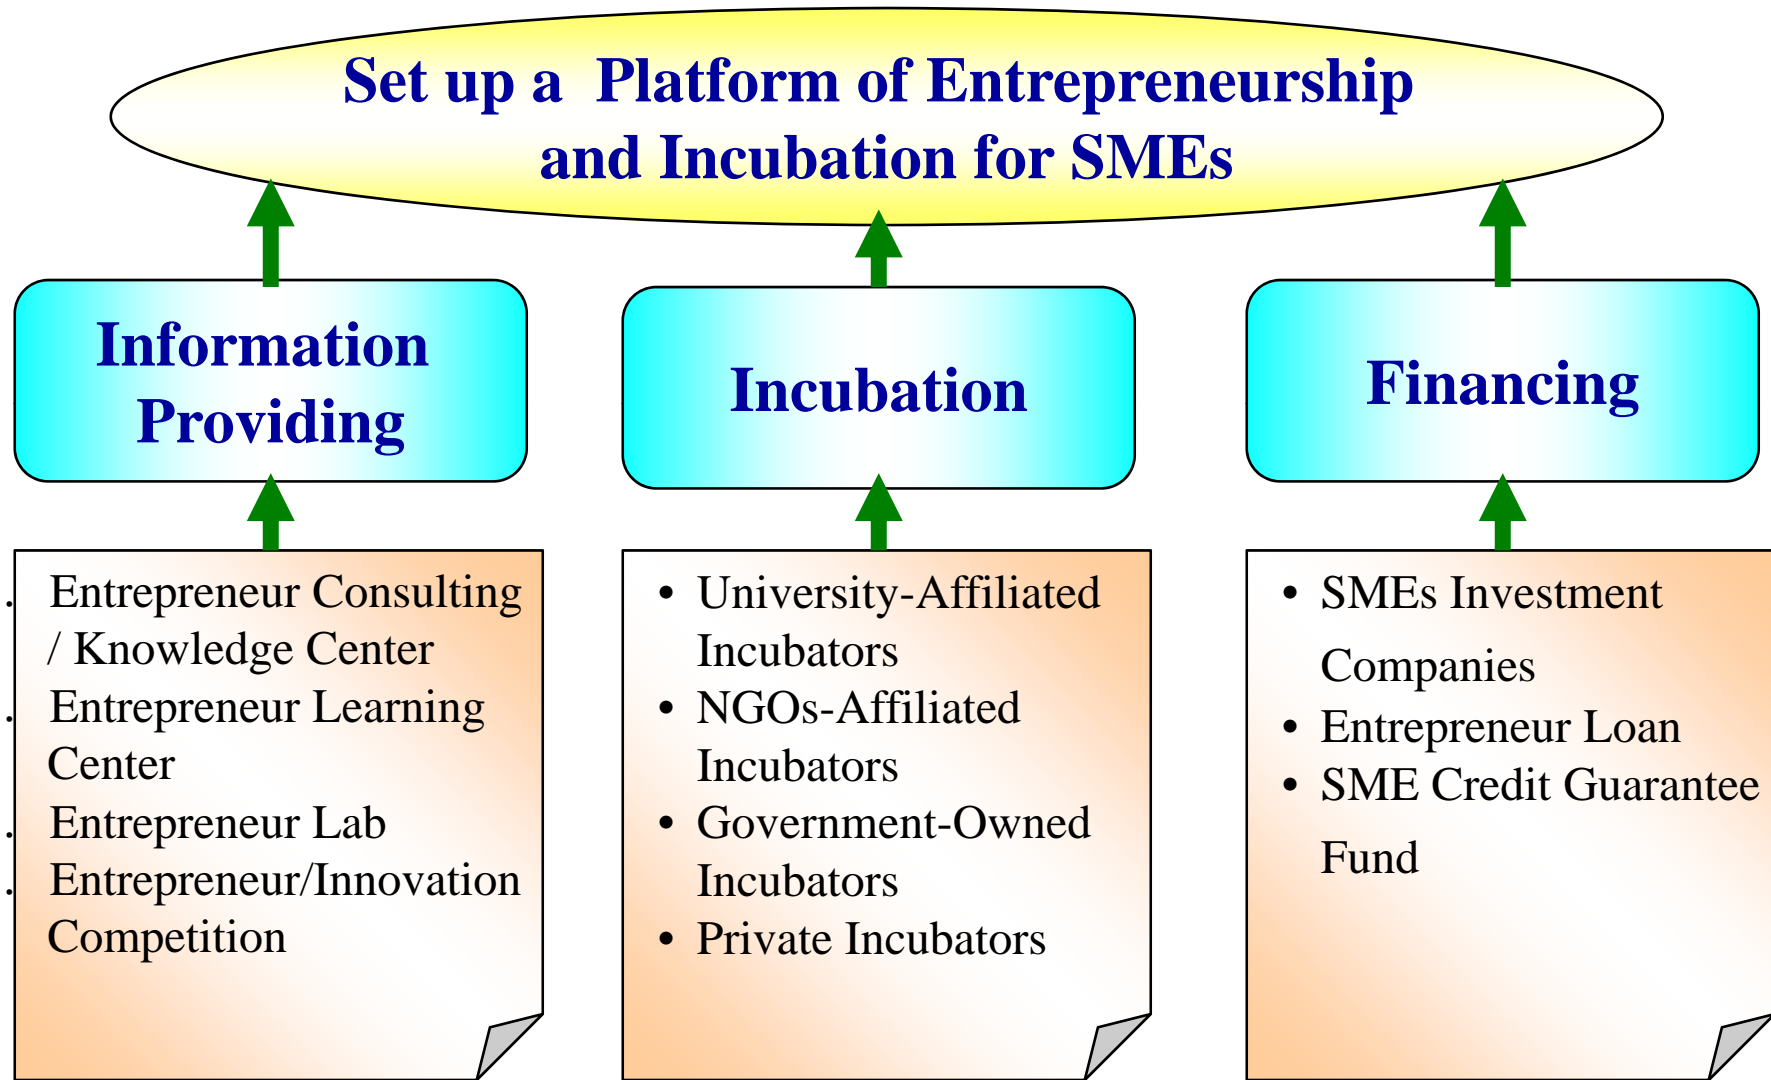 Set up a  Platform of Entrepreneurship
and Incubation for SMEs
Information
Providing
Incubation
Financing
. Entrepreneur Consulting
/ Knowledge Center
. Entrepreneur Learning
Center
. Entrepreneur Lab
. Entrepreneur/Innovation
Competition
• University-Affiliated
Incubators
• NGOs-Affiliated
Incubators
• Government-Owned
Incubators
• Private Incubators
• SMEs Investment
Companies
• Entrepreneur Loan
• SME Credit Guarantee
Fund